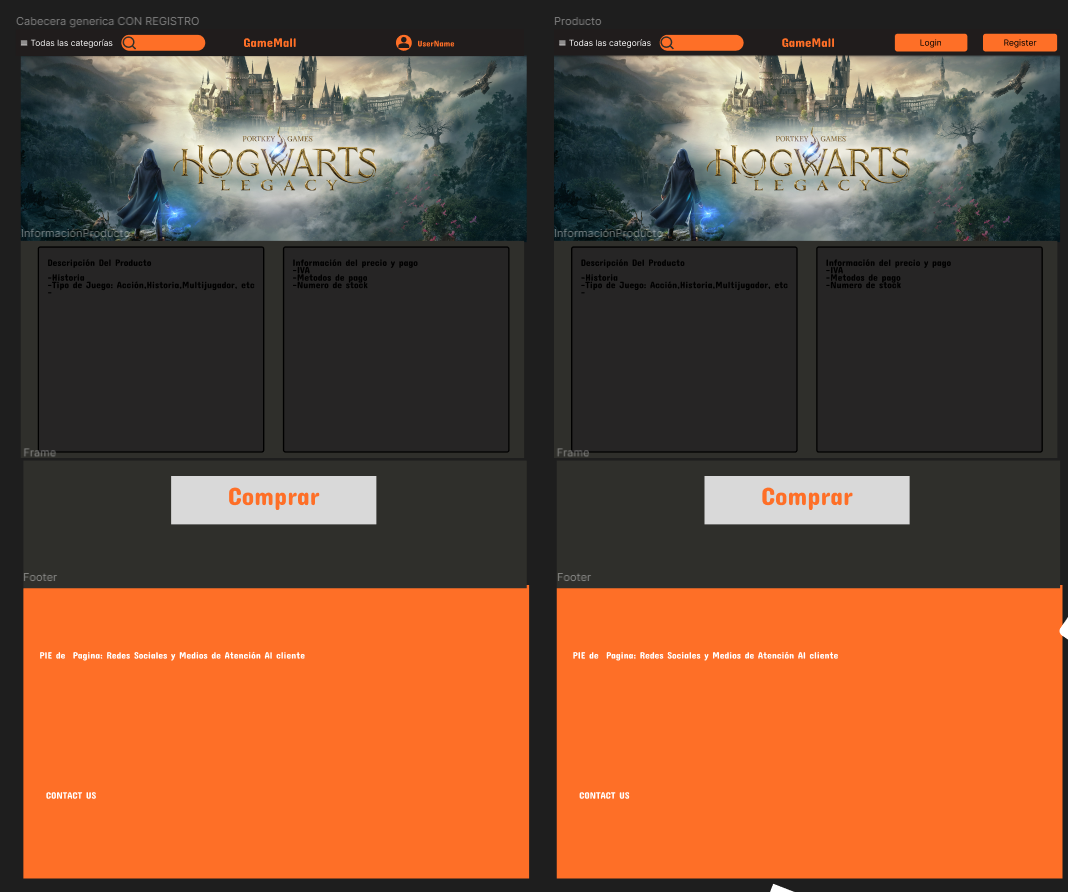 Cabecera generica CON REGISTRO
Todas las categorías
GameMall
UserName
PORTKEY GAMES
HOGWARTS
LEGACY
InformaciónProducto
Descripción Del Producto
-Historia
-Tipo de Juego: Acción,Historia,Multijugador, etc
-
Información del precio y pago
-IVA
-Metodos de pago
-Numero de stock
Frame
Comprar
Footer
PIE de Pagina: Redes Sociales y Medios de Atención Al cliente
CONTACT US
Producto
Todas las categorías
GameMall
Login
Register
PORTKEY GAMES
HOGWARTS
LEGACY
InformaciónProducto
Descripción Del Producto
-Historia
-Tipo de Juego: Acción,Historia,Multijugador, etc
-
Información del precio y pago
-IVA
-Metodos de pago
-Numero de stock
Frame
Comprar
Footer
PIE de Pagina: Redes Sociales y Medios de Atención Al cliente
CONTACT US